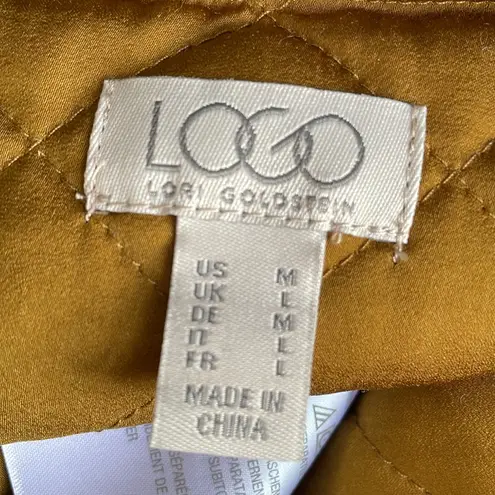 LOGO
LORI GOLDSTEIN
US M
UK L
DE M
IT L
FR L
MADE IN
CHINA